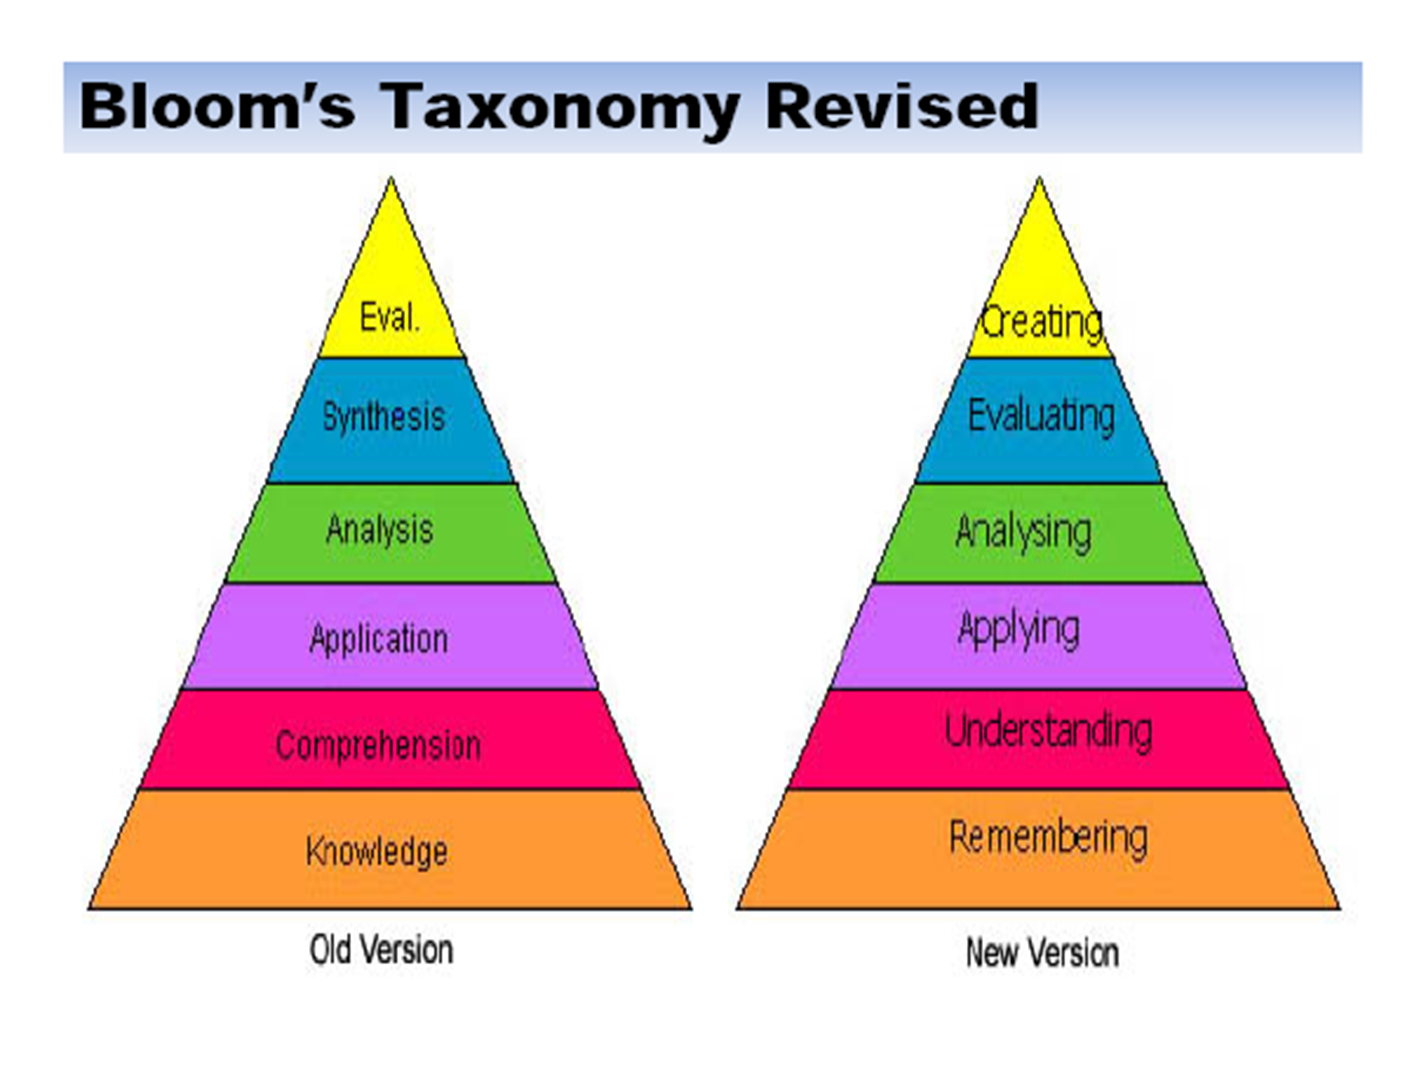 Bloom’s Taxonomy Revised
Eval.
Synthesis
Analysis
Application
Comprehension
Knowledge
Old Version
Creating
Evaluating
Analysing
Applying
Understanding
Remembering
New Version